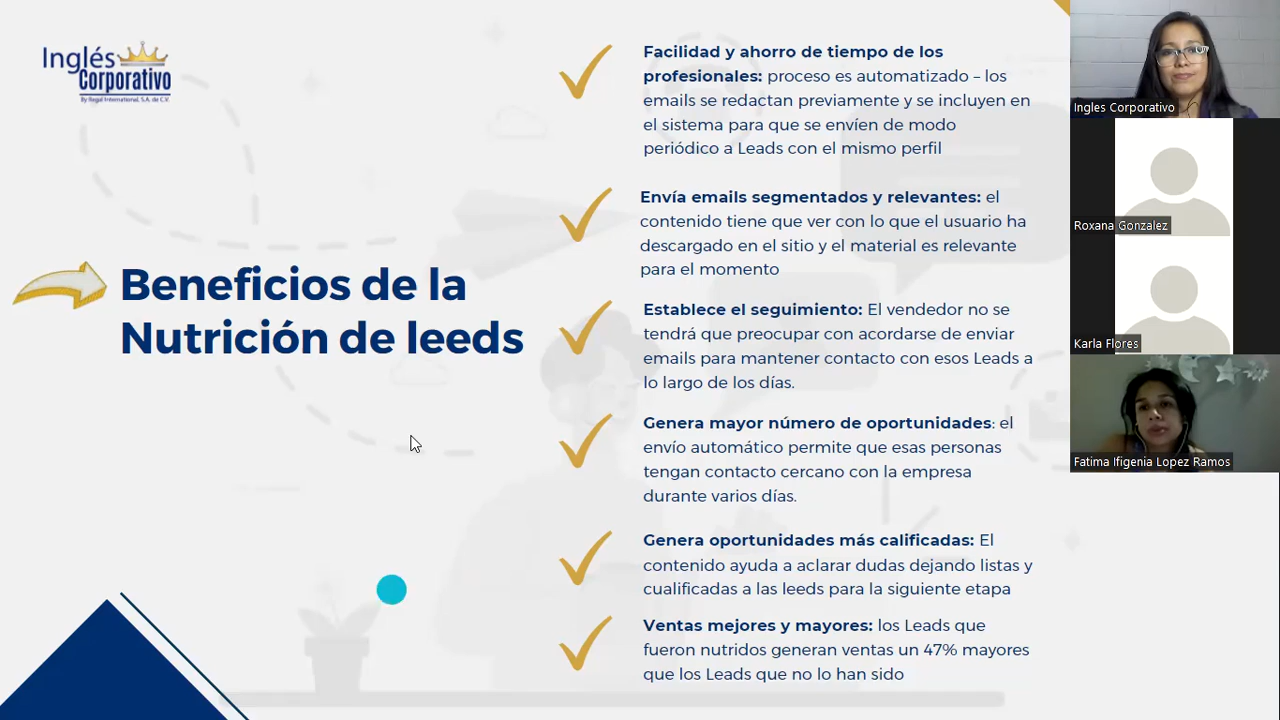 Inglés
Corporativo
By Regal International, S.A. de C.V.
Beneficios de la
Nutrición de leeds
Facilidad y ahorro de tiempo de los
profesionales: proceso es automatizado – los
emails se redactan previamente y se incluyen en
el sistema para que se envíen de modo
periódico a Leads con el mismo perfil
Envía emails segmentados y relevantes: el
contenido tiene que ver con lo que el usuario ha
descargado en el sitio y el material es relevante
para el momento
Establece el seguimiento: El vendedor no se
tendrá que preocupar con acordarse de enviar
emails para mantener contacto con esos Leads a
lo largo de los días.
Genera mayor número de oportunidades: el
envío automático permite que esas personas
tengan contacto cercano con la empresa
durante varios días.
Genera oportunidades más calificadas: El
contenido ayuda a aclarar dudas dejando listas y
cualificadas a las leeds para la siguiente etapa
Ventas mejores y mayores: los Leads que
fueron nutridos generan ventas un 47% mayores
que los Leads que no lo han sido
Ingles Corporativo
Roxana Gonzalez
Karla Flores
Fatima Ifigenia Lopez Ramos